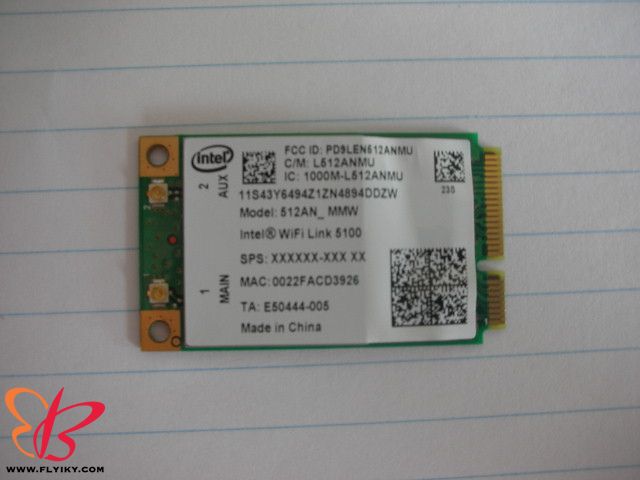 intel
FCC ID: PD9LEN512ANMU
C/M: L512ANMU
IC: 1000M-L512ANMU
235
2
AUX
11S43Y6494Z1ZN4894DDZW
Model: 512AN_ MMW
Intel® WiFi Link 5100
SPS: XXXXXX-XXX XX
1
MAIN
MAC: 0022FACD3926
TA: E50444-005
Made in China
WWW.FLYIKY.COM